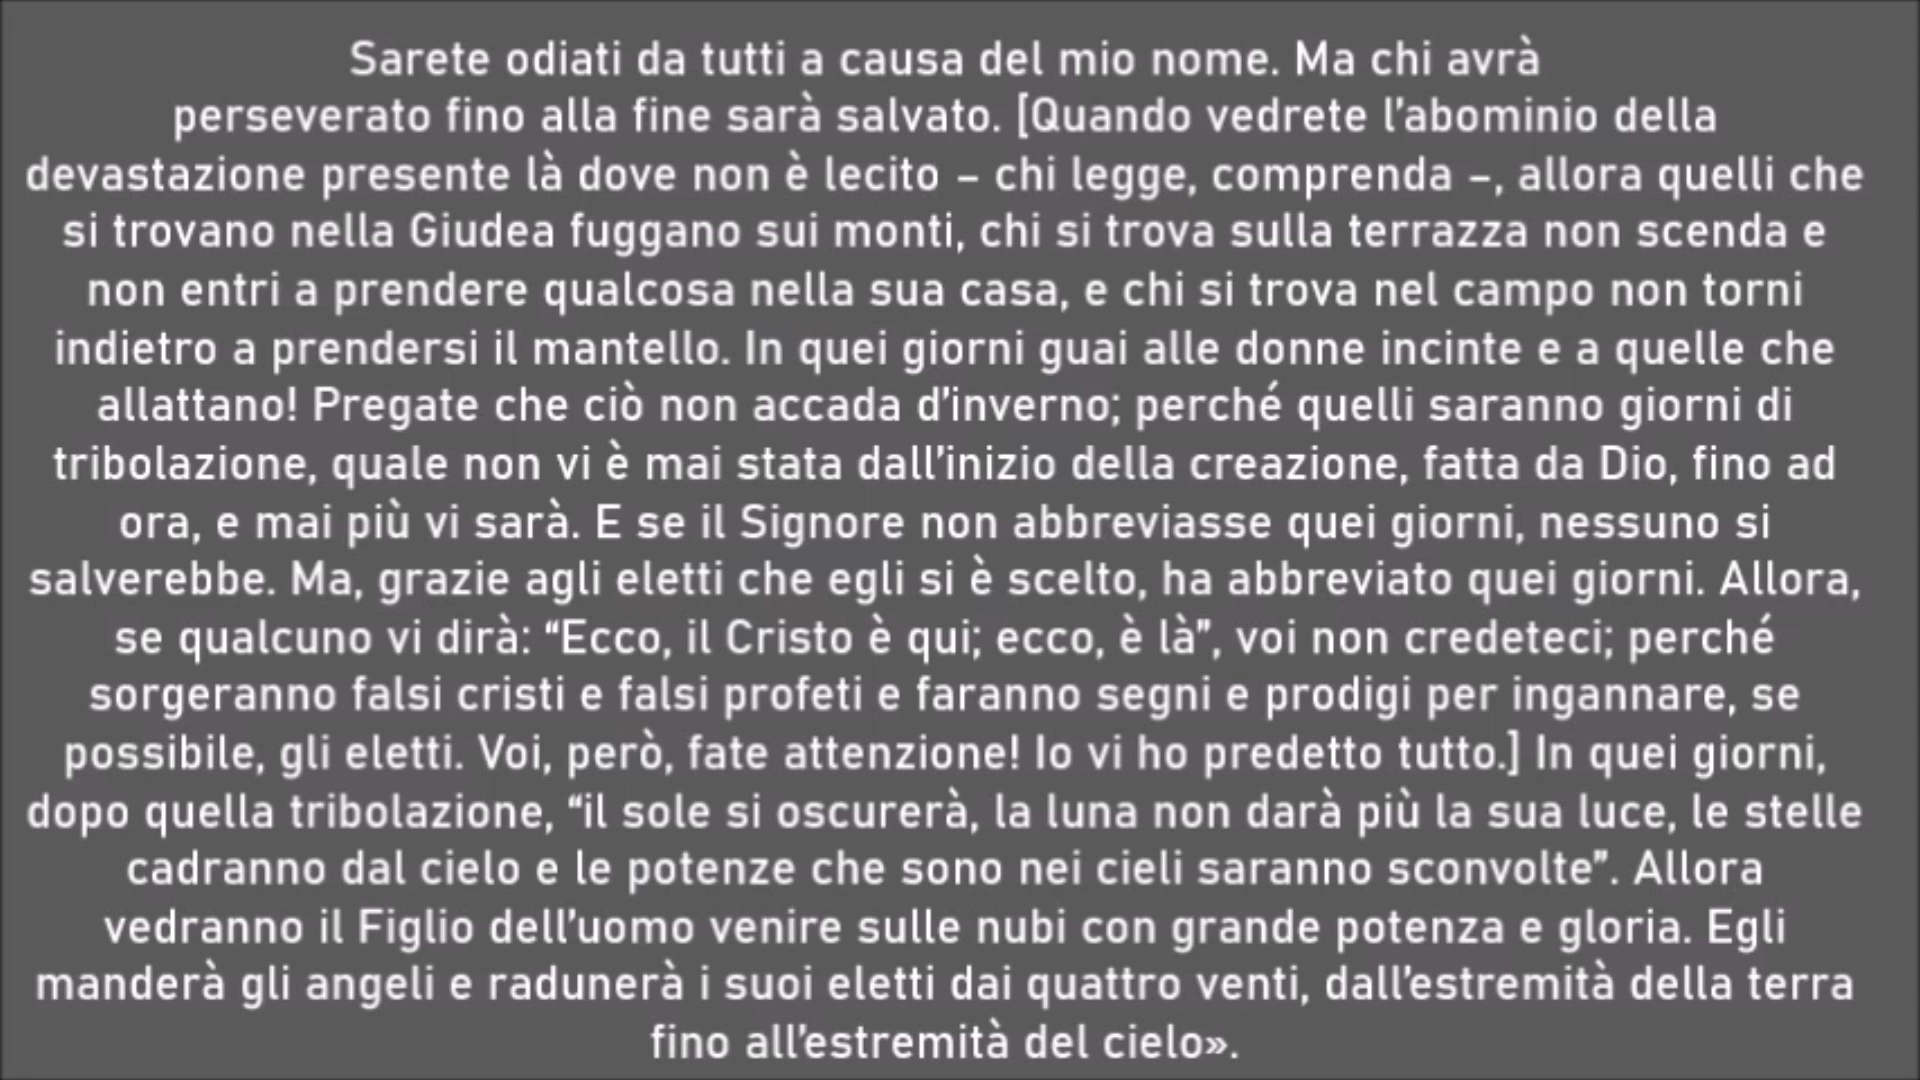 Sarete odiati da tutti a causa del mio nome. Ma chi avrà
perseverato fino alla fine sarà salvato. [Quando vedrete l’abominio della
devastazione presente là dove non è lecito – chi legge, comprenda –, allora quelli che
si trovano nella Giudea fuggano sui monti, chi si trova sulla terrazza non scenda e
non entri a prendere qualcosa nella sua casa, e chi si trova nel campo non torni
indietro a prendersi il mantello. In quei giorni guai alle donne incinte e a quelle che
allattano! Pregate che ciò non accada d’inverno; perché quelli saranno giorni di
tribolazione, quale non vi è mai stata dall’inizio della creazione, fatta da Dio, fino ad
ora, e mai più vi sarà. E se il Signore non abbreviasse quei giorni, nessuno si
salverebbe. Ma, grazie agli eletti che egli si è scelto, ha abbreviato quei giorni. Allora,
se qualcuno vi dirà: “Ecco, il Cristo è qui; ecco, è là”, voi non credeteci; perché
sorgeranno falsi cristi e falsi profeti e faranno segni e prodigi per ingannare, se
possibile, gli eletti. Voi, però, fate attenzione! Io vi ho predetto tutto.] In quei giorni,
dopo quella tribolazione, “il sole si oscurerà, la luna non darà più la sua luce, le stelle
cadranno dal cielo e le potenze che sono nei cieli saranno sconvolte”. Allora
vedranno il Figlio dell’uomo venire sulle nubi con grande potenza e gloria. Egli
manderà gli angeli e radunerà i suoi eletti dai quattro venti, dall’estremità della terra
fino all’estremità del cielo».